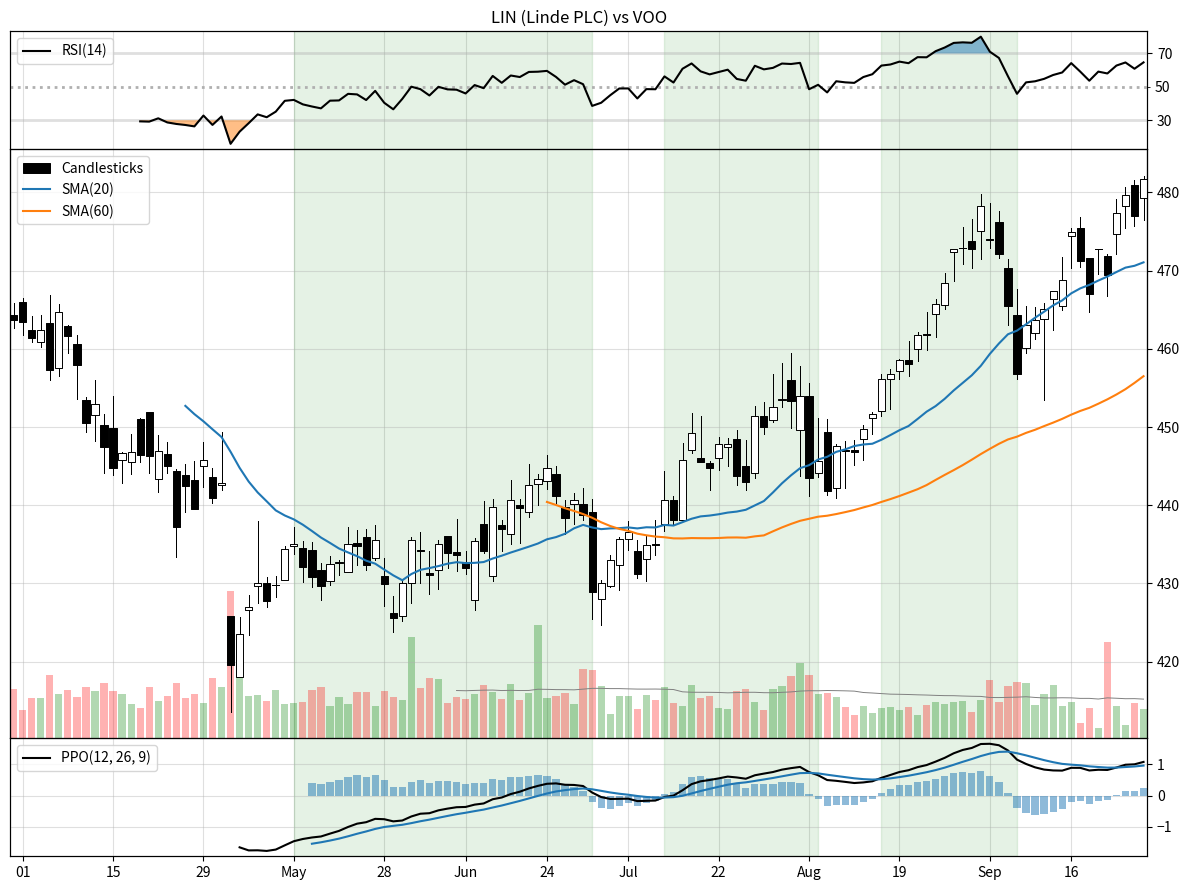 LIN (Linde PLC) vs VOO
RSI(14)
70
50
30
Candlesticks
SMA(20)
SMA(60)
480
470
460
450
440
430
420
PPO(12, 26, 9)
1
0
−1
01 15 29 May 28 Jun 24 Jul 22 Aug 19 Sep 16